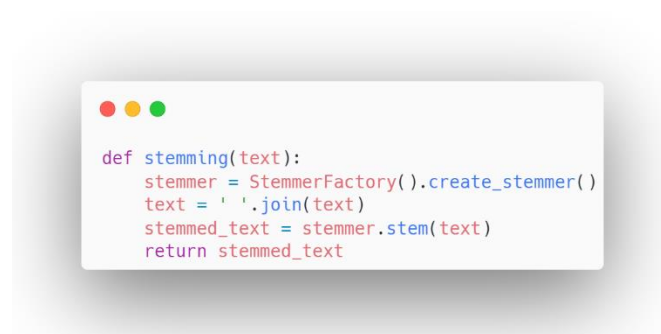 def stemming(text):
    stemmer = StemmerFactory().create_stemmer()
    text = ' '.join(text)
    stemmed_text = stemmer.stem(text)
    return stemmed_text